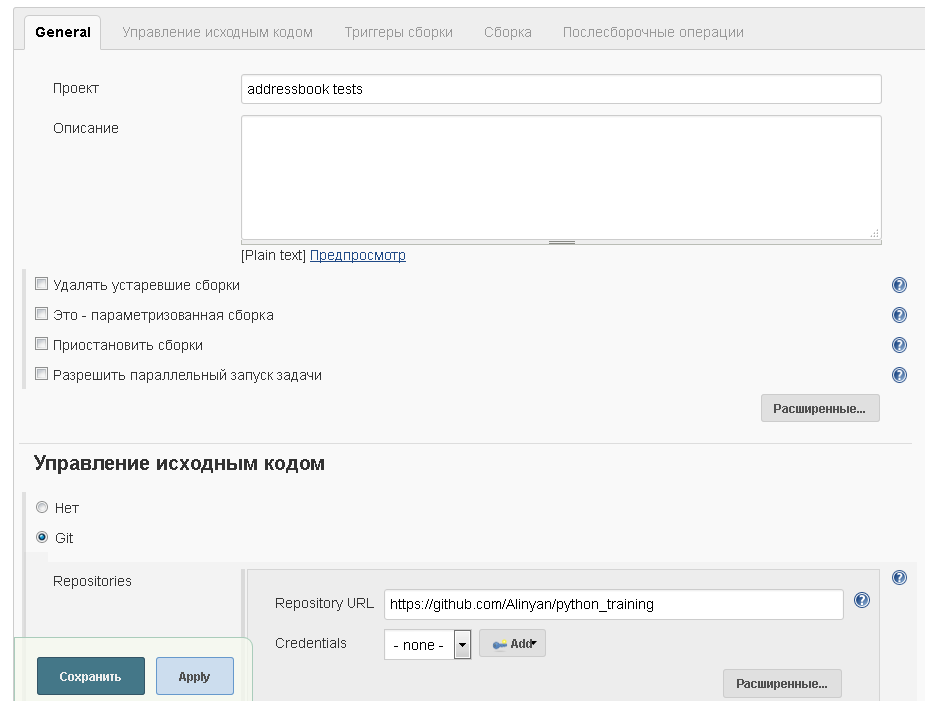 General Управление исходным кодом Триггеры сборки Сборка Послесборочные операции
Проект addressbook tests
Описание
[Plain text] Предпросмотр
Удалять устаревшие сборки
Это - параметризованная сборка
Приостановить сборки
Разрешить параллельный запуск задачи
Расширенные...
Управление исходным кодом
Нет
Git
Repositories
Repository URL https://github.com/Alinyan/python_training
Credentials - none - Add
Сохранить Apply
Расширенные...